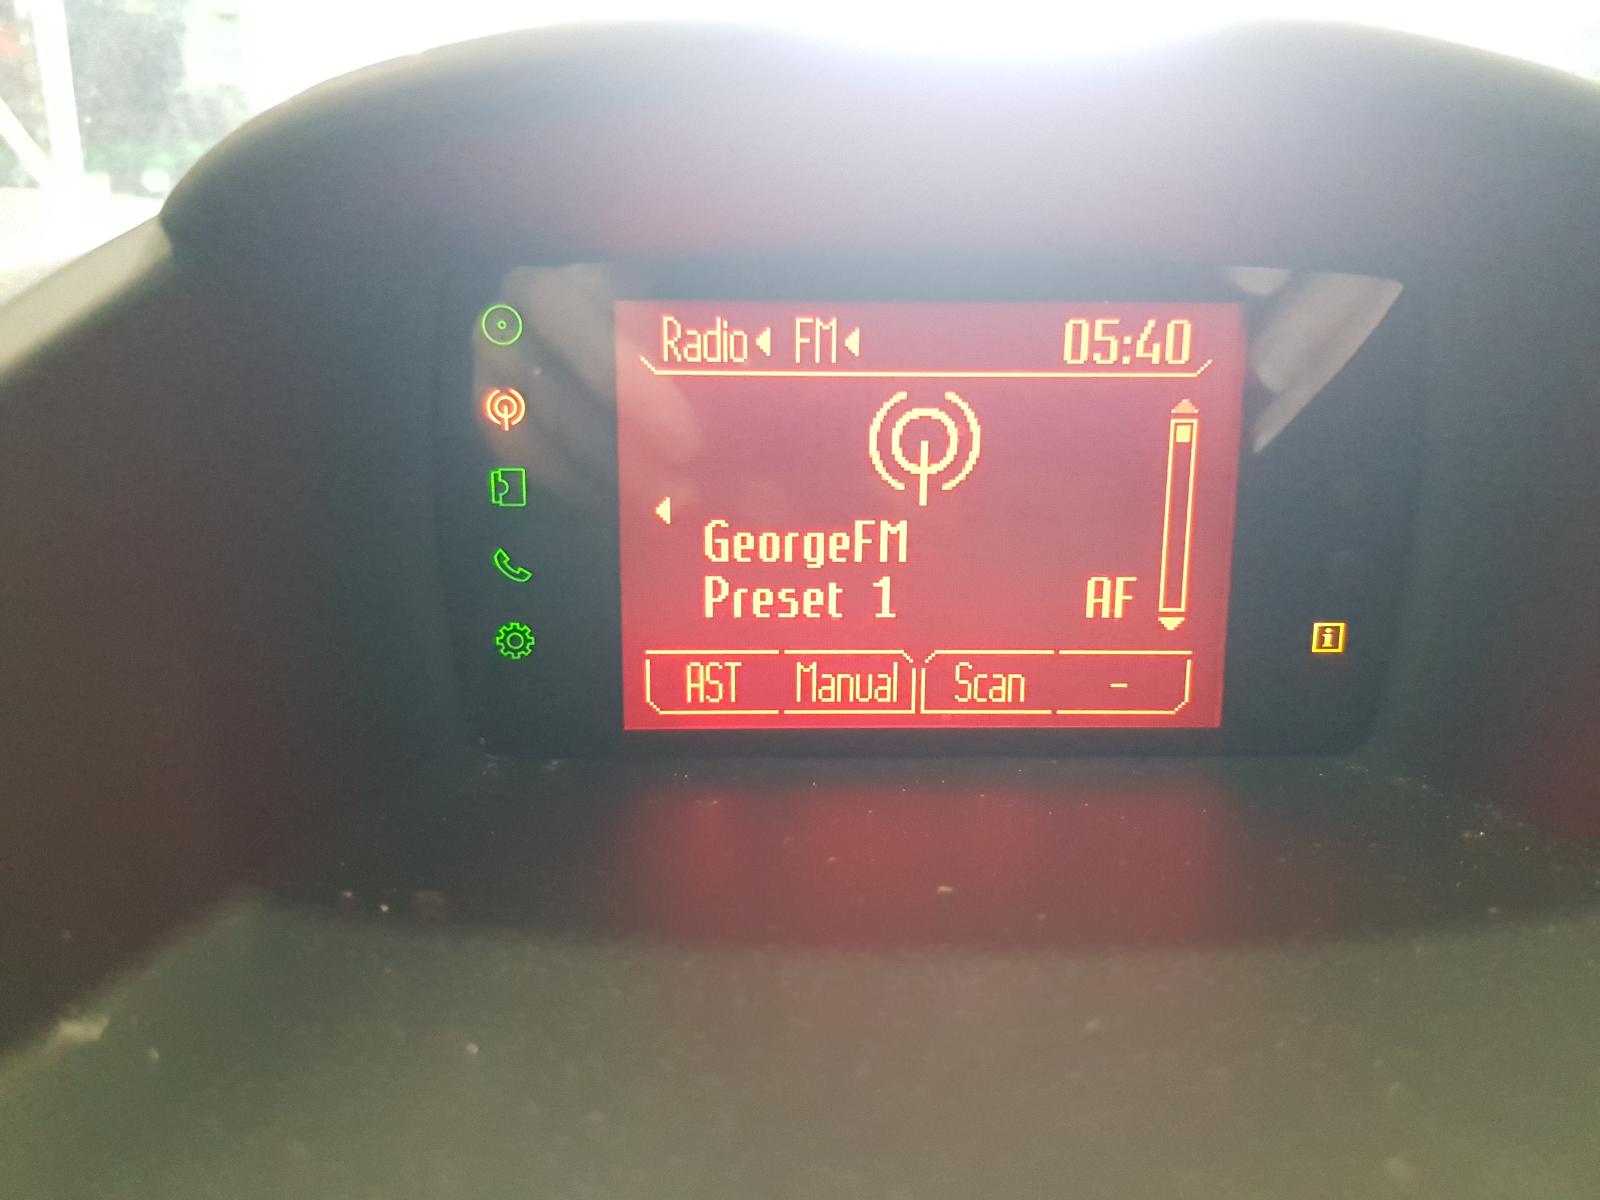 Radio FM 05:40
GeorgeFM
Preset 1 AF
AST Manual Scan -
i